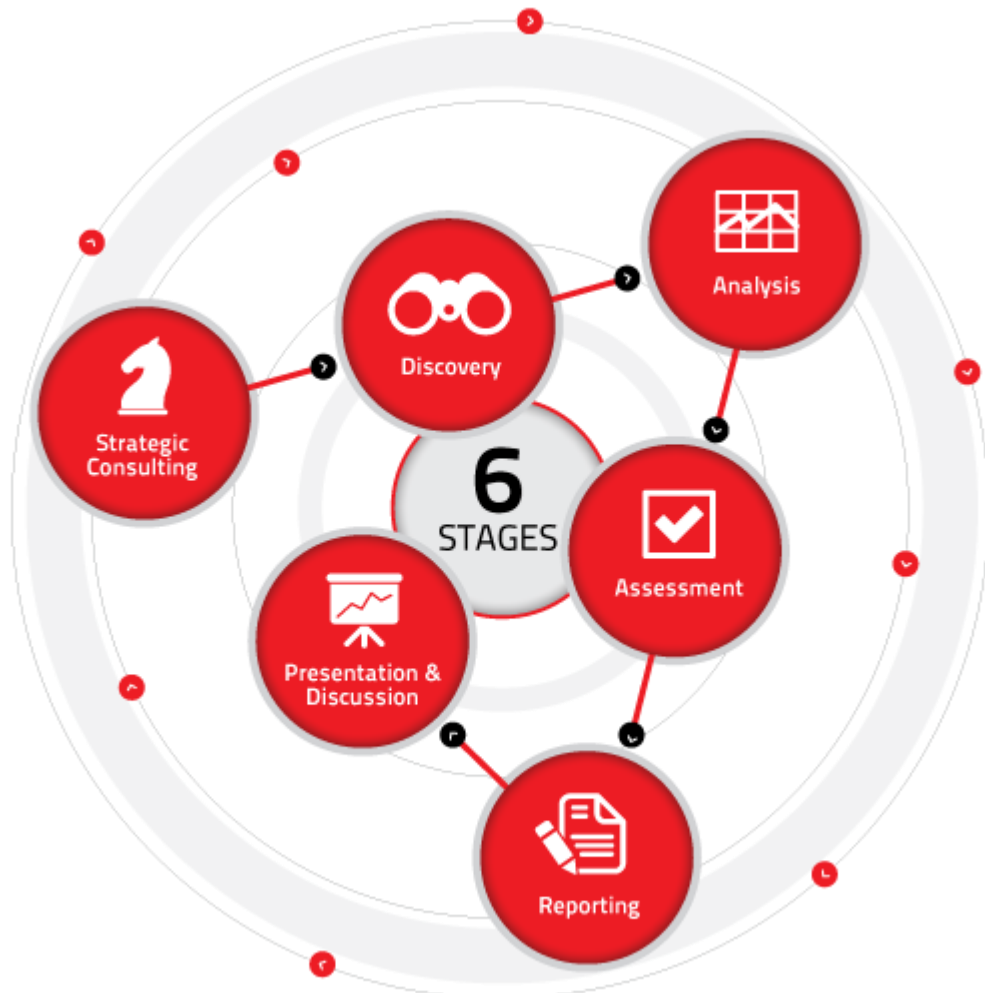 Analysis
Discovery
Strategic
Consulting
6
STAGES
Assessment
Presentation &
Discussion
Reporting